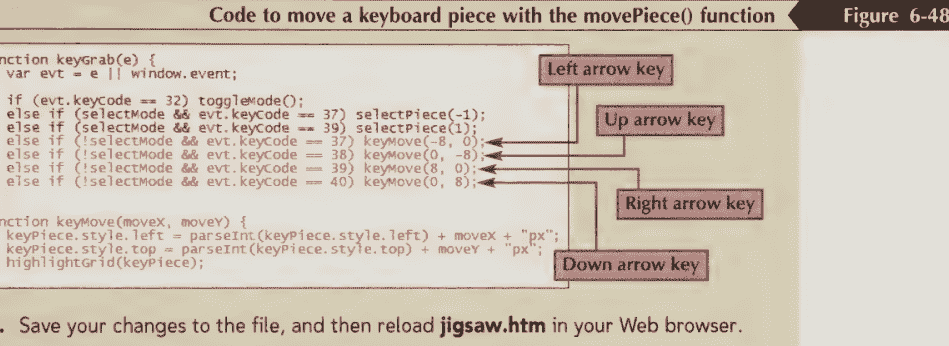 Code to move a keyboard piece with the movePiece() function
Figure 6-48
nction keyGrab(e) {
var evt = e || window.event;
if (evt.keyCode == 32) toggleMode();
else if (selectMode && evt.keyCode == 37) selectPiece(-1);
else if (selectMode && evt.keyCode == 39) selectPiece(1);
else if (!selectMode && evt.keyCode == 37) keyMove(-8, 0);
else if (!selectMode && evt.keyCode == 38) keyMove(0, -8);
else if (!selectMode && evt.keyCode == 39) keyMove(8, 0);
else if (!selectMode && evt.keyCode == 40) keyMove(0, 8);
Left arrow key
Up arrow key
Right arrow key
Down arrow key
nction keyMove(moveX, moveY) {
keyPiece.style.left = parseInt(keyPiece.style.left) + moveX + "px";
keyPiece.style.top = parseInt(keyPiece.style.top) + moveY + "px";
highlightGrid(keyPiece);
. Save your changes to the file, and then reload jigsaw.htm in your Web browser.